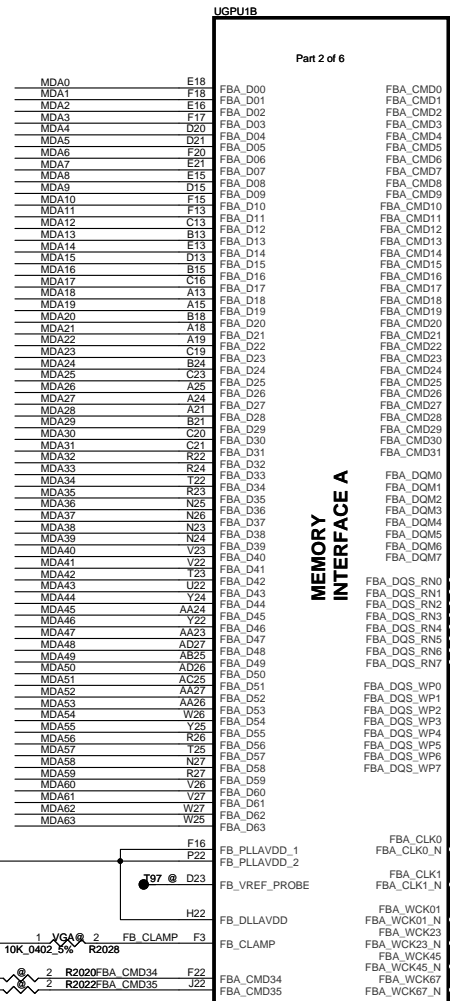 UGPU1B
Part 2 of 6
MDA0 E18 FBA_D00 FBA_CMD0
MDA1 F18 FBA_D01 FBA_CMD1
MDA2 E16 FBA_D02 FBA_CMD2
MDA3 F17 FBA_D03 FBA_CMD3
MDA4 D20 FBA_D04 FBA_CMD4
MDA5 D21 FBA_D05 FBA_CMD5
MDA6 F20 FBA_D06 FBA_CMD6
MDA7 E21 FBA_D07 FBA_CMD7
MDA8 E15 FBA_D08 FBA_CMD8
MDA9 D15 FBA_D09 FBA_CMD9
MDA10 F15 FBA_D10 FBA_CMD10
MDA11 F13 FBA_D11 FBA_CMD11
MDA12 C13 FBA_D12 FBA_CMD12
MDA13 B13 FBA_D13 FBA_CMD13
MDA14 E13 FBA_D14 FBA_CMD14
MDA15 D13 FBA_D15 FBA_CMD15
MDA16 B15 FBA_D16 FBA_CMD16
MDA17 C16 FBA_D17 FBA_CMD17
MDA18 A13 FBA_D18 FBA_CMD18
MDA19 A15 FBA_D19 FBA_CMD19
MDA20 B18 FBA_D20 FBA_CMD20
MDA21 A18 FBA_D21 FBA_CMD21
MDA22 A19 FBA_D22 FBA_CMD22
MDA23 C19 FBA_D23 FBA_CMD23
MDA24 B24 FBA_D24 FBA_CMD24
MDA25 C23 FBA_D25 FBA_CMD25
MDA26 A25 FBA_D26 FBA_CMD26
MDA27 A24 FBA_D27 FBA_CMD27
MDA28 A21 FBA_D28 FBA_CMD28
MDA29 B21 FBA_D29 FBA_CMD29
MDA30 C20 FBA_D30 FBA_CMD30
MDA31 C21 FBA_D31 FBA_CMD31
MDA32 R22 FBA_D32
MDA33 R24 FBA_D33 FBA_DQM0
MDA34 T22 FBA_D34 FBA_DQM1
MDA35 R23 FBA_D35 FBA_DQM2
MDA36 N25 FBA_D36 FBA_DQM3
MDA37 N26 FBA_D37 FBA_DQM4
MDA38 N23 FBA_D38 FBA_DQM5
MDA39 N24 FBA_D39 FBA_DQM6
MDA40 V23 FBA_D40 FBA_DQM7
MDA41 V22 FBA_D41
MDA42 T23 FBA_D42 FBA_DQS_RN0
MDA43 U22 FBA_D43 FBA_DQS_RN1
MDA44 Y24 FBA_D44 FBA_DQS_RN2
MDA45 AA24 FBA_D45 FBA_DQS_RN3
MDA46 Y22 FBA_D46 FBA_DQS_RN4
MDA47 AA23 FBA_D47 FBA_DQS_RN5
MDA48 AD27 FBA_D48 FBA_DQS_RN6
MDA49 AB25 FBA_D49 FBA_DQS_RN7
MDA50 AD26 FBA_D50
MDA51 AC25 FBA_D51 FBA_DQS_WP0
MDA52 AA27 FBA_D52 FBA_DQS_WP1
MDA53 AA26 FBA_D53 FBA_DQS_WP2
MDA54 W26 FBA_D54 FBA_DQS_WP3
MDA55 Y25 FBA_D55 FBA_DQS_WP4
MDA56 R26 FBA_D56 FBA_DQS_WP5
MDA57 T25 FBA_D57 FBA_DQS_WP6
MDA58 N27 FBA_D58 FBA_DQS_WP7
MDA59 R27 FBA_D59
MDA60 V26 FBA_D60
MDA61 V27 FBA_D61
MDA62 W27 FBA_D62
MDA63 W25 FBA_D63
MEMORY
INTERFACE A
FBA_CLK0
F16 FB_PLLAVDD_1 FBA_CLK0_N
P22 FB_PLLAVDD_2
FBA_CLK1
T97 @ D23 FB_VREF_PROBE FBA_CLK1_N
FBA_WCK01
H22 FB_DLLAVDD FBA_WCK01_N
FBA_WCK23
1 VGA@ 2 FB_CLAMP F3 FB_CLAMP FBA_WCK23_N
10K_0402_5% R2028
FBA_WCK45
FBA_WCK45_N
@ 2 R2020 FBA_CMD34 F22 FBA_CMD34 FBA_WCK67
@ 2 R2022 FBA_CMD35 J22 FBA_CMD35 FBA_WCK67_N